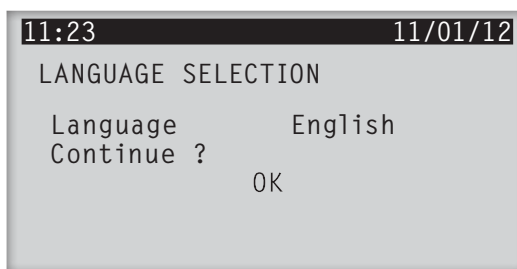 11:23 11/01/12
LANGUAGE SELECTION
Language English
Continue ?
OK